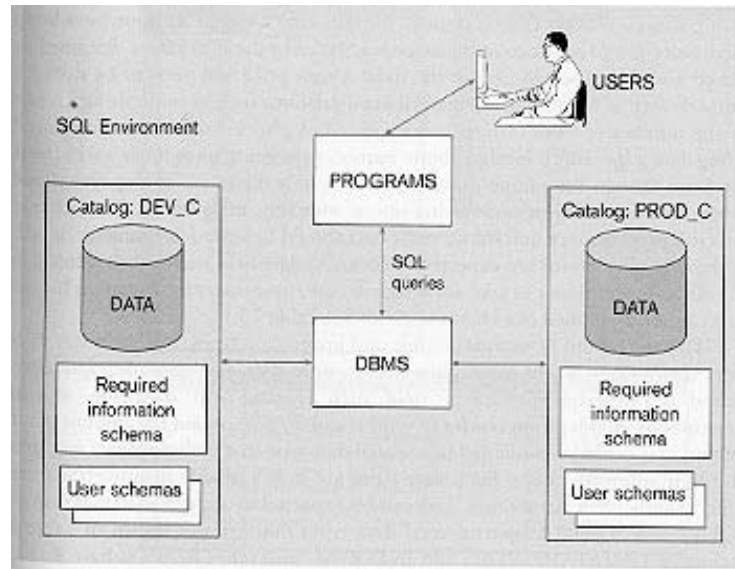 USERS
SQL Environment
PROGRAMS
Catalog: DEV_C
DATA
Required
information
schema
User schemas
SQL
queries
DBMS
Catalog: PROD_C
DATA
Required
information
schema
User schemas